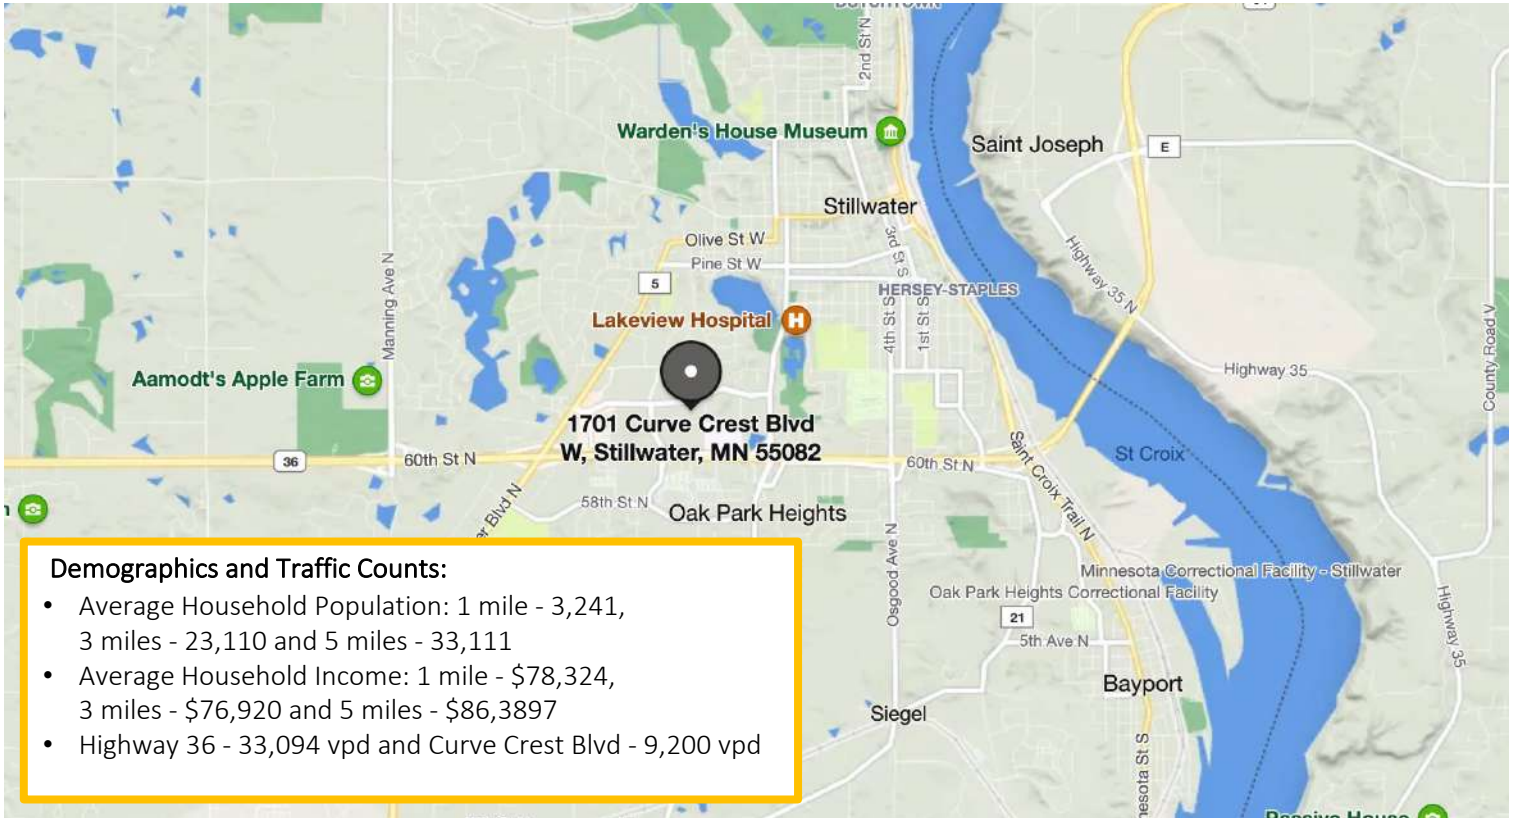 2nd St N
Warden's House Museum
Saint Joseph
E
Stillwater
Olive St W
Pine St W
3rd St S
Highway 35 N
Manning Ave N
5
HERSEY-STAPLES
Lakeview Hospital
H
4th St S
1st St S
County Road V
Aamodt's Apple Farm
Highway 35
1701 Curve Crest Blvd
W, Stillwater, MN 55082
36
60th St N
60th St N
Saint Croix Trail N
St Croix
58th St N
Oak Park Heights
er Blvd N
Osgood Ave N
Minnesota Correctional Facility - Stillwater
Oak Park Heights Correctional Facility
21
5th Ave N
Highway 35
Bayport
Siegel
nesota St S
Demographics and Traffic Counts:
• Average Household Population: 1 mile - 3,241,
3 miles - 23,110 and 5 miles - 33,111
• Average Household Income: 1 mile - $78,324,
3 miles - $76,920 and 5 miles - $86,3897
• Highway 36 - 33,094 vpd and Curve Crest Blvd - 9,200 vpd